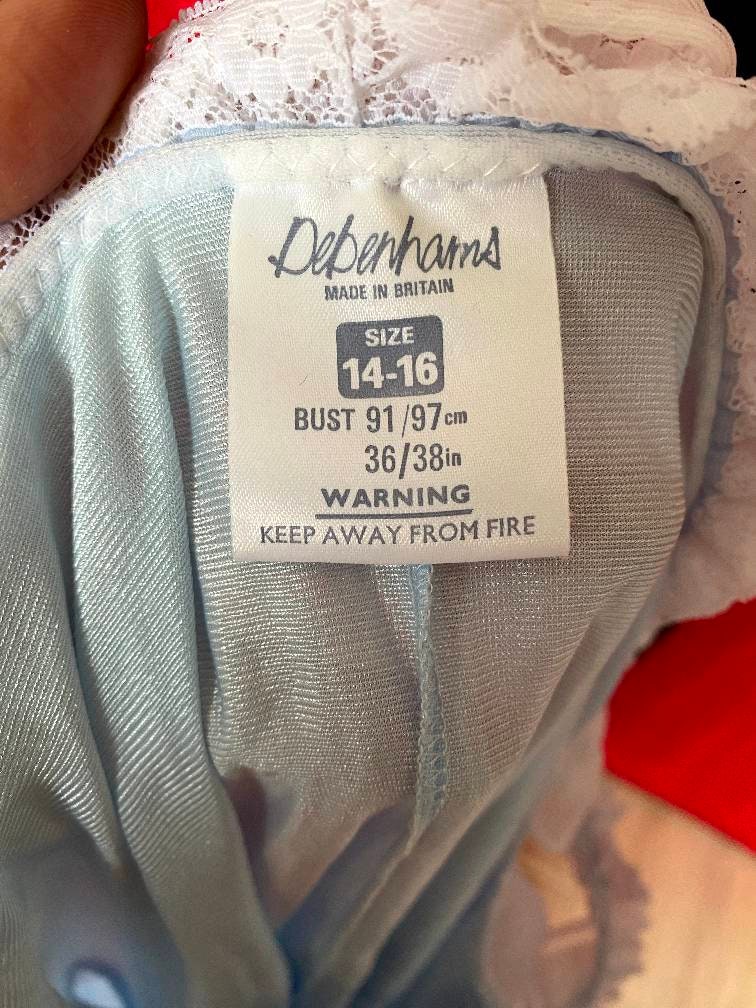 Debenhams
MADE IN BRITAIN
SIZE
14-16
BUST 91/97cm
36/38in
WARNING
KEEP AWAY FROM FIRE